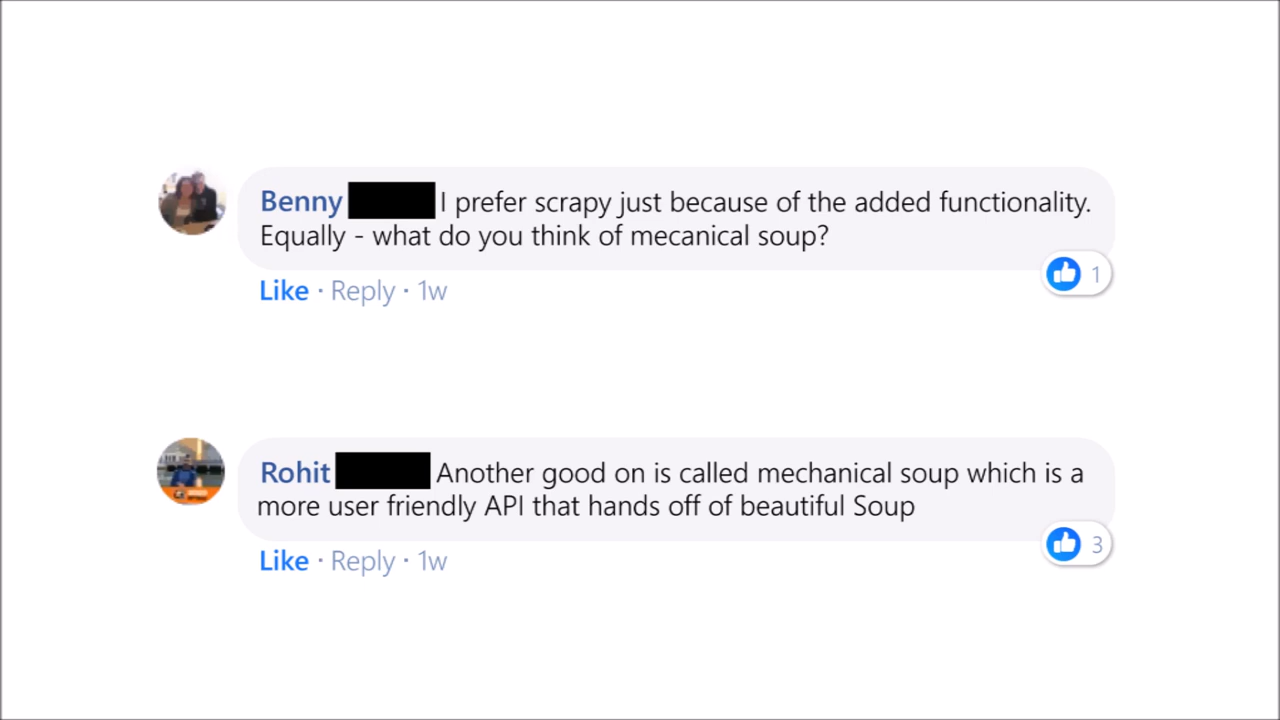 Benny I prefer scrapy just because of the added functionality.
Equally - what do you think of mecanical soup?
1
Like · Reply · 1w
Rohit Another good on is called mechanical soup which is a
more user friendly API that hands off of beautiful Soup
3
Like · Reply · 1w